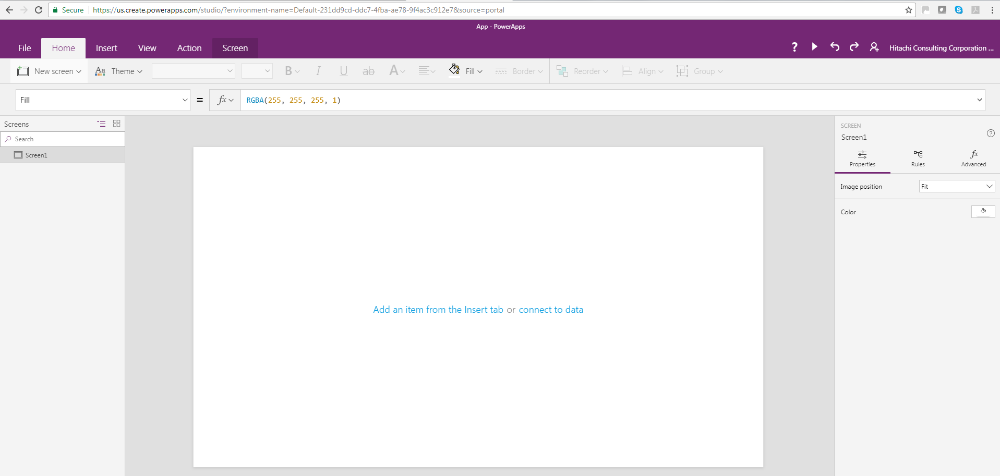 Secure https://us.create.powerapps.com/studio/?environment-name=Default-231dd9cd-ddc7-4fba-ae78-9f4ac3c912e7&source=portal
App - PowerApps
File Home Insert View Action Screen ? Hitachi Consulting Corporation ...
New screen Aa Theme B I U ab A Fill Border Reorder Align Group
Fill = fx RGBA(255, 255, 255, 1)
Screens
Search
Screen1
Add an item from the Insert tab or connect to data
SCREEN
Screen1
?
fx
Properties Rules Advanced
Image position Fit
Color